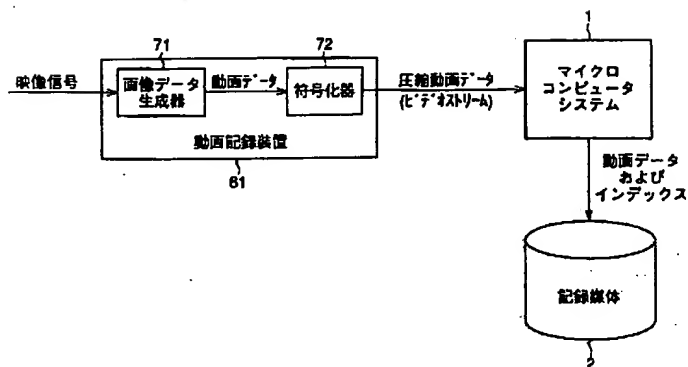 71
72
1
映像信号
画像データ
生成器
動画データ
符号化器
圧縮動画データ
(ビデオストリーム)
マイクロ
コンピュータ
システム
動画記録装置
61
動画データ
および
インデックス
記録媒体
2